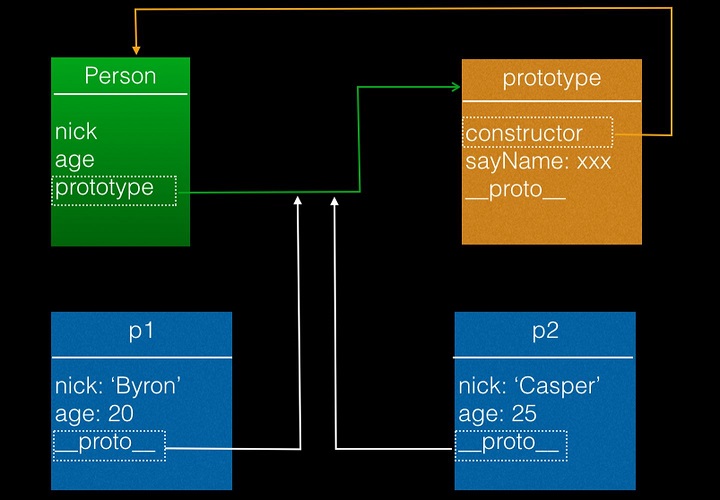 Person
nick
age
prototype
prototype
constructor
sayName: xxx
__proto__
p1
nick: ‘Byron’
age: 20
__proto__
p2
nick: ‘Casper’
age: 25
__proto__